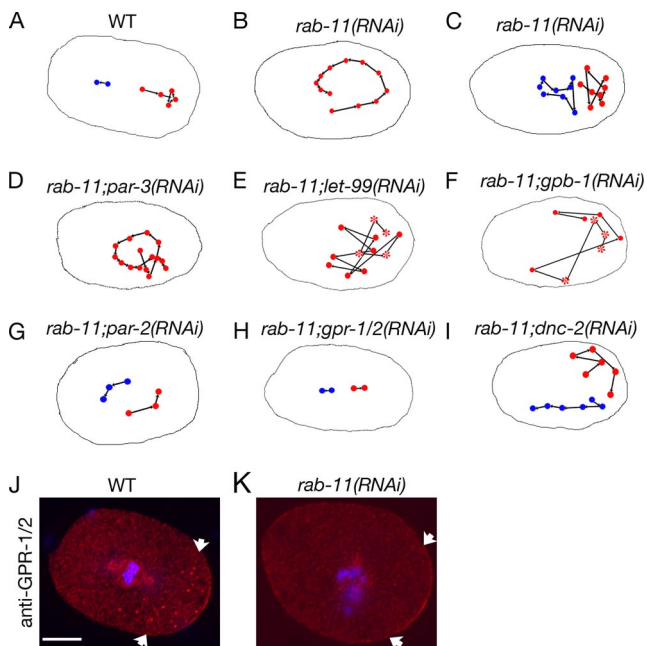 A WT
B rab-11(RNAi)
C rab-11(RNAi)
D rab-11;par-3(RNAi)
E rab-11;let-99(RNAi)
F rab-11;gpb-1(RNAi)
G rab-11;par-2(RNAi)
H rab-11;gpr-1/2(RNAi)
I rab-11;dnc-2(RNAi)
J WT
K rab-11(RNAi)
anti-GPR-1/2